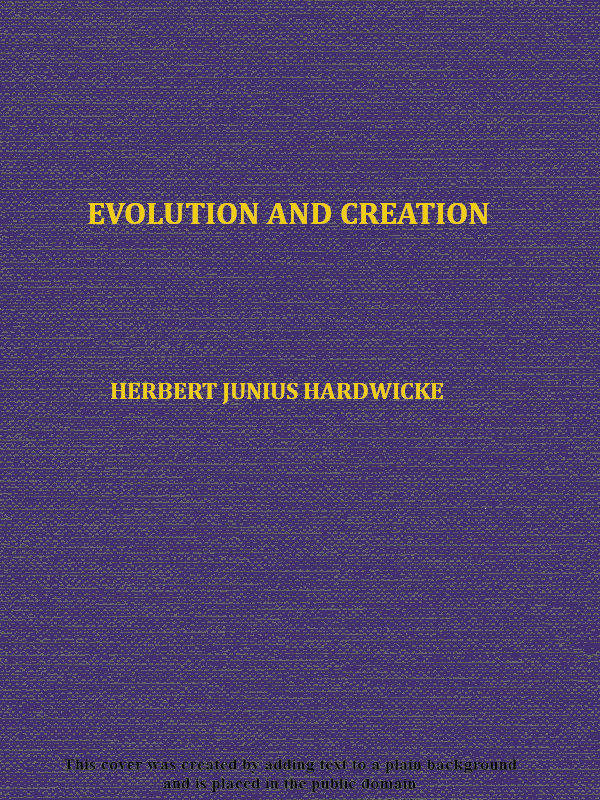 EVOLUTION AND CREATION
HERBERT JUNIUS HARDWICKE
This cover was created by adding text to a plain background
and is placed in the public domain